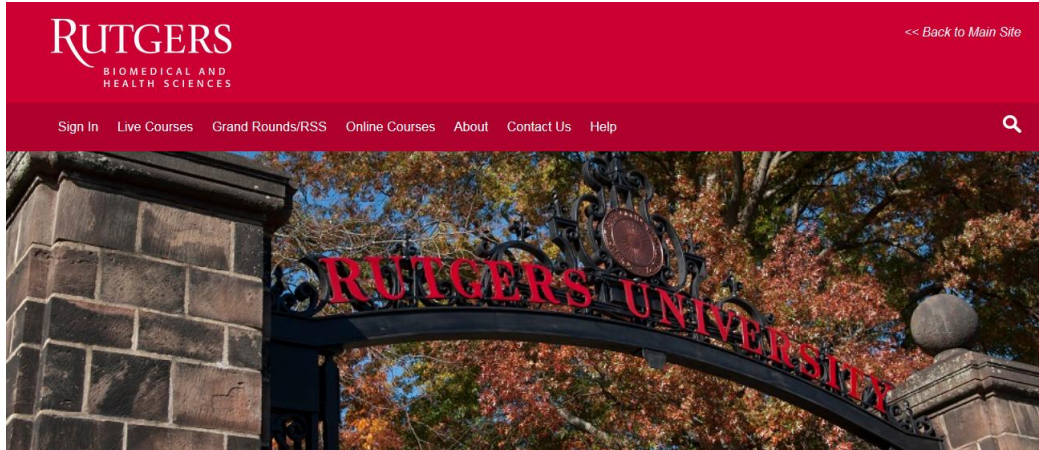 RUTGERS
BIOMEDICAL AND
HEALTH SCIENCES
<< Back to Main Site
Sign In Live Courses Grand Rounds/RSS Online Courses About Contact Us Help
RUTGERS UNIVERSITY